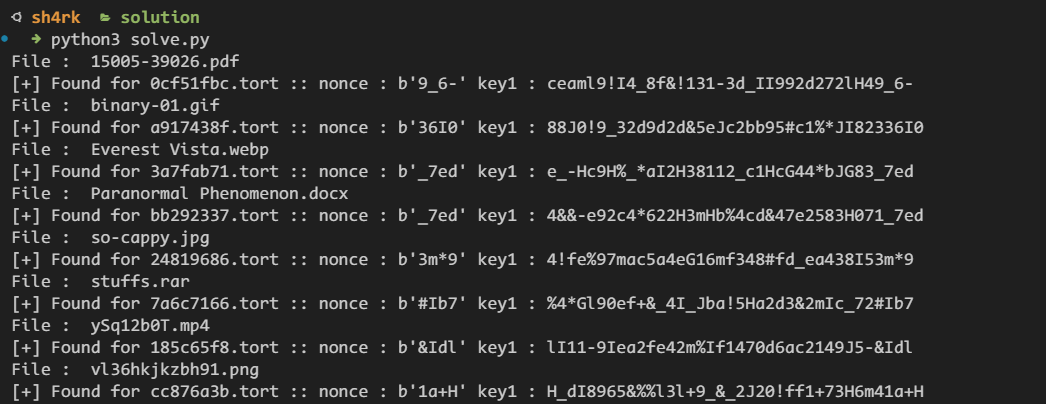 sh4rk solution
→ python3 solve.py
File :  15005-39026.pdf
[+] Found for 0cf51fbc.tort :: nonce : b'9_6-' key1 : ceaml9!I4_8f&!131-3d_II992d272lH49_6-
File :  binary-01.gif
[+] Found for a917438f.tort :: nonce : b'36I0' key1 : 88J0!9_32d9d2d&5eJc2bb95#c1%*JI82336I0
File :  Everest Vista.webp
[+] Found for 3a7fab71.tort :: nonce : b'_7ed' key1 : e_-Hc9H%_*aI2H38112_c1HcG44*bJG83_7ed
File :  Paranormal Phenomenon.docx
[+] Found for bb292337.tort :: nonce : b'_7ed' key1 : 4&&-e92c4*622H3mHb%4cd&47e2583H071_7ed
File :  so-cappy.jpg
[+] Found for 24819686.tort :: nonce : b'3m*9' key1 : 4!fe%97mac5a4eG16mf348#fd_ea438I53m*9
File :  stuffs.rar
[+] Found for 7a6c7166.tort :: nonce : b'#Ib7' key1 : %4*Gl90ef+&_4I_Jba!5Ha2d3&2mIc_72#Ib7
File :  ySq12b0T.mp4
[+] Found for 185c65f8.tort :: nonce : b'&Idl' key1 : lI11-9Iea2fe42m%If1470d6ac2149J5-&Idl
File :  vl36hkjkzbh91.png
[+] Found for cc876a3b.tort :: nonce : b'1a+H' key1 : H_dI8965&%%l3l+9_&_2J20!ff1+73H6m41a+H